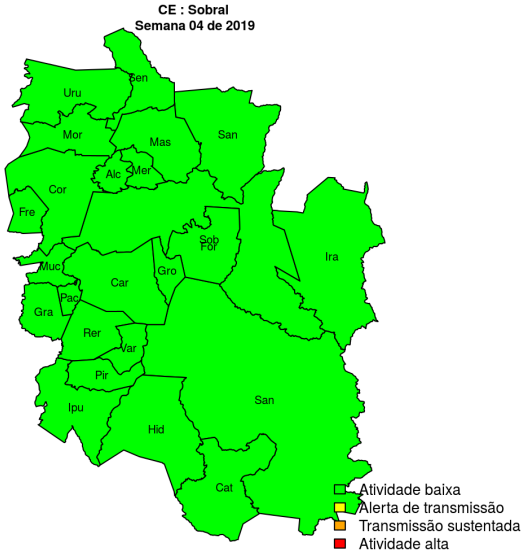 CE : Sobral
Semana 04 de 2019
Sen
Uru
Mor
Mas
San
Alc
Mer
Cor
Fre
Sob
For
Ira
Muc
Gro
Car
Pac
Gra
Rer
Var
Pir
San
Ipu
Hid
Cat
Atividade baixa
Alerta de transmissão
Transmissão sustentada
Atividade alta